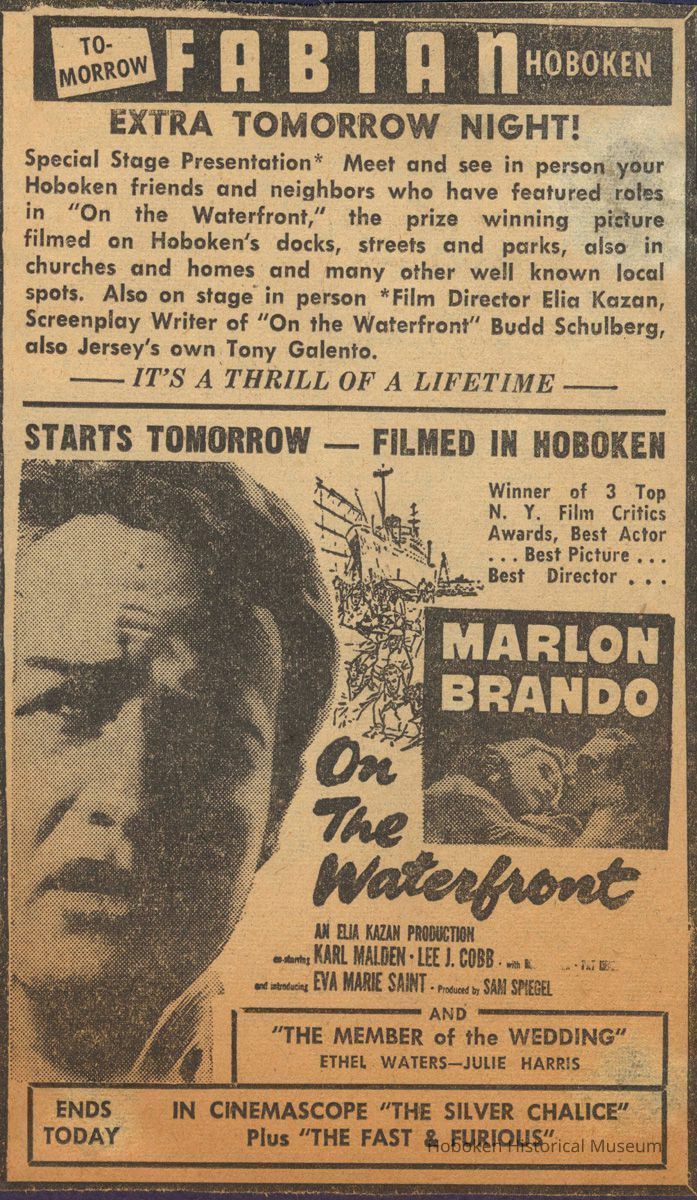 TO-
MORROW
FABIAN HOBOKEN
EXTRA TOMORROW NIGHT!
Special Stage Presentation* Meet and see in person your
Hoboken friends and neighbors who have featured roles
in "On the Waterfront," the prize winning picture
filmed on Hoboken's docks, streets and parks, also in
churches and homes and many other well known local
spots. Also on stage in person *Film Director Elia Kazan,
Screenplay Writer of "On the Waterfront" Budd Schulberg,
also Jersey's own Tony Galento.
— IT'S A THRILL OF A LIFETIME —
STARTS TOMORROW — FILMED IN HOBOKEN
Winner of 3 Top
N. Y. Film Critics
Awards, Best Actor
. . . Best Picture . . .
Best Director . . .
MARLON
BRANDO
On
The
Waterfront
AN ELIA KAZAN PRODUCTION
co-starring KARL MALDEN · LEE J. COBB · with
and introducing EVA MARIE SAINT · Produced by SAM SPIEGEL
AND
"THE MEMBER of the WEDDING"
ETHEL WATERS—JULIE HARRIS
ENDS
TODAY
IN CINEMASCOPE "THE SILVER CHALICE"
Plus "THE FAST & FURIOUS"
Hoboken Historical Museum